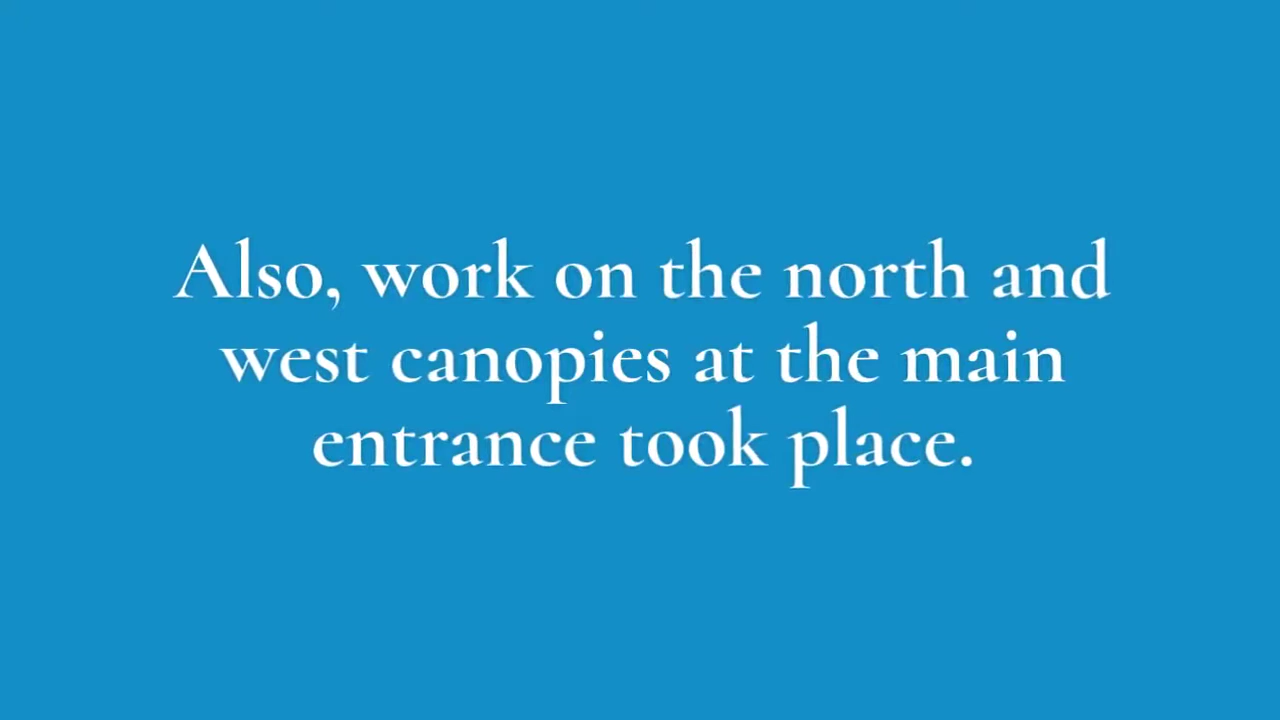 Also, work on the north and
west canopies at the main
entrance took place.